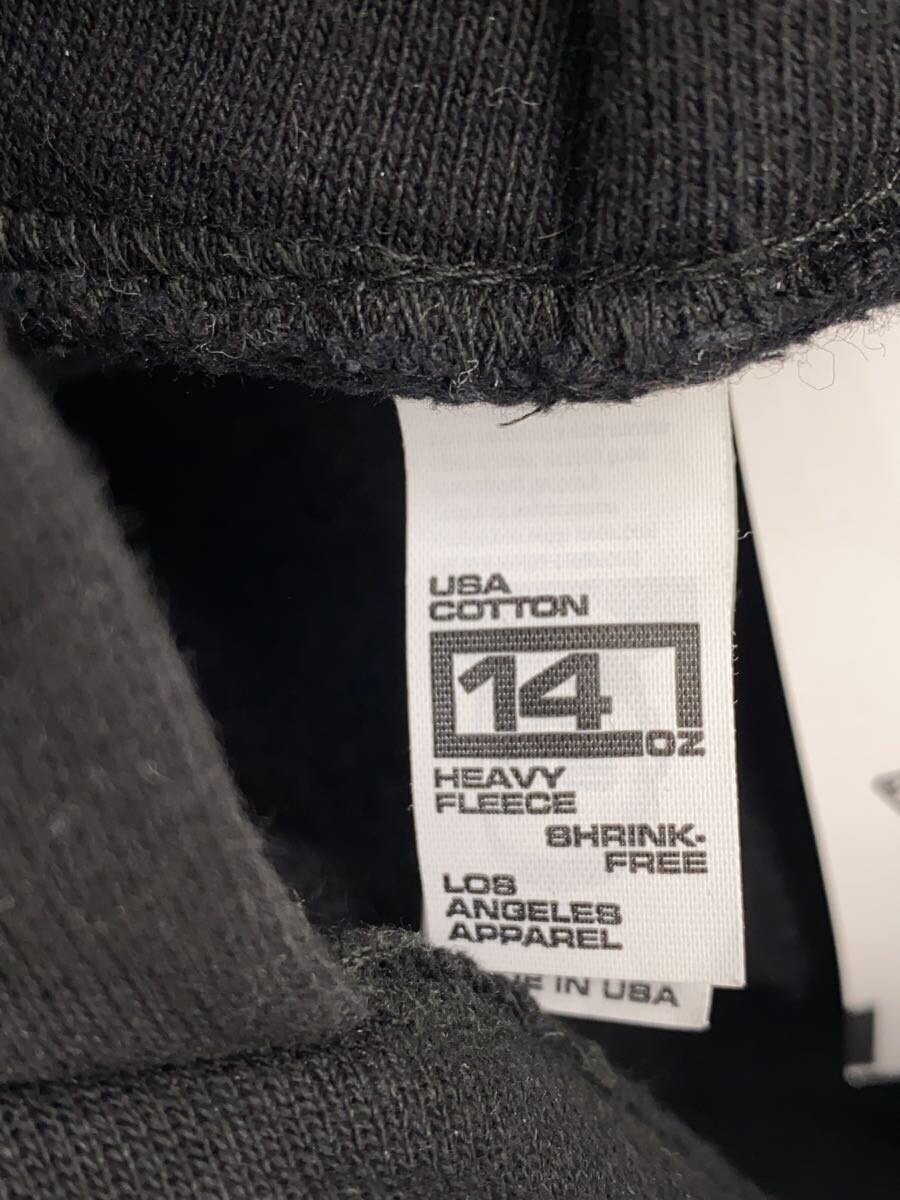 USA
COTTON
14
OZ
HEAVY
FLEECE
SHRINK-
FREE
LOS
ANGELES
APPAREL
IN USA